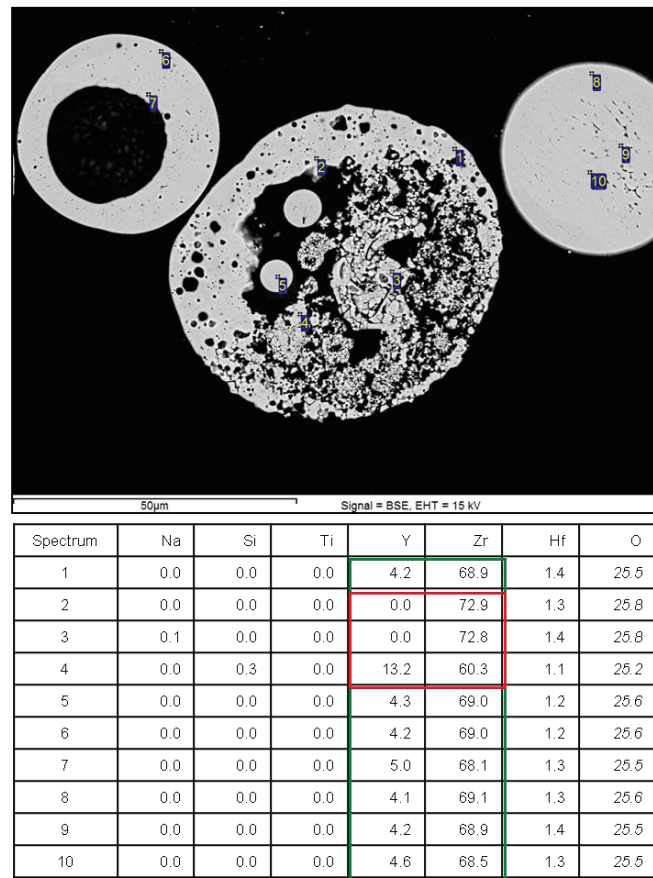 6
7
8
9
10
1
2
3
4
5
50µm Signal = BSE, EHT = 15 kV
Spectrum Na Si Ti Y Zr Hf O
1 0.0 0.0 0.0 4.2 68.9 1.4 25.5
2 0.0 0.0 0.0 0.0 72.9 1.3 25.8
3 0.1 0.0 0.0 0.0 72.8 1.4 25.8
4 0.0 0.3 0.0 13.2 60.3 1.1 25.2
5 0.0 0.0 0.0 4.3 69.0 1.2 25.6
6 0.0 0.0 0.0 4.2 69.0 1.2 25.6
7 0.0 0.0 0.0 5.0 68.1 1.3 25.5
8 0.0 0.0 0.0 4.1 69.1 1.3 25.6
9 0.0 0.0 0.0 4.2 68.9 1.4 25.5
10 0.0 0.0 0.0 4.6 68.5 1.3 25.5